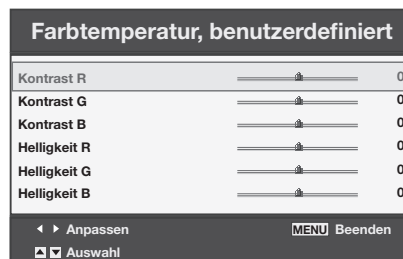 Farbtemperatur, benutzerdefiniert
Kontrast R 0
Kontrast G 0
Kontrast B 0
Helligkeit R 0
Helligkeit G 0
Helligkeit B 0
Anpassen MENU Beenden
Auswahl